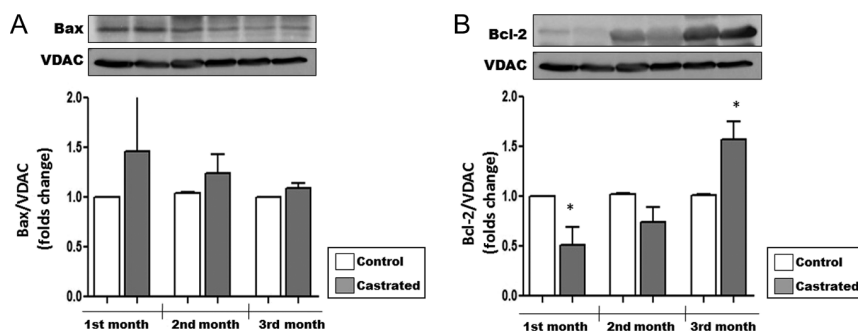 A
Bax
VDAC
2.0
1.5
1.0
0.5
0.0
Bax/VDAC
(folds change)
1st month
2nd month
3rd month
Control
Castrated
B
Bcl-2
VDAC
2.0
1.5
1.0
0.5
0.0
Bcl-2/VDAC
(folds change)
*
*
1st month
2nd month
3rd month
Control
Castrated